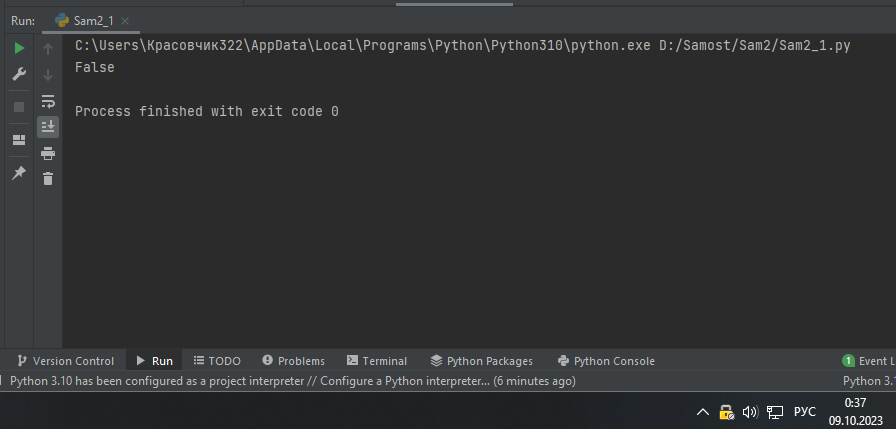 Run: Sam2_1
C:\Users\Красовчик322\AppData\Local\Programs\Python\Python310\python.exe D:/Samost/Sam2/Sam2_1.py
False
Process finished with exit code 0
Version Control Run TODO Problems Terminal Python Packages Python Console 1 Event L
Python 3.10 has been configured as a project interpreter // Configure a Python interpreter... (6 minutes ago) Python 3.1
РУС
0:37
09.10.2023